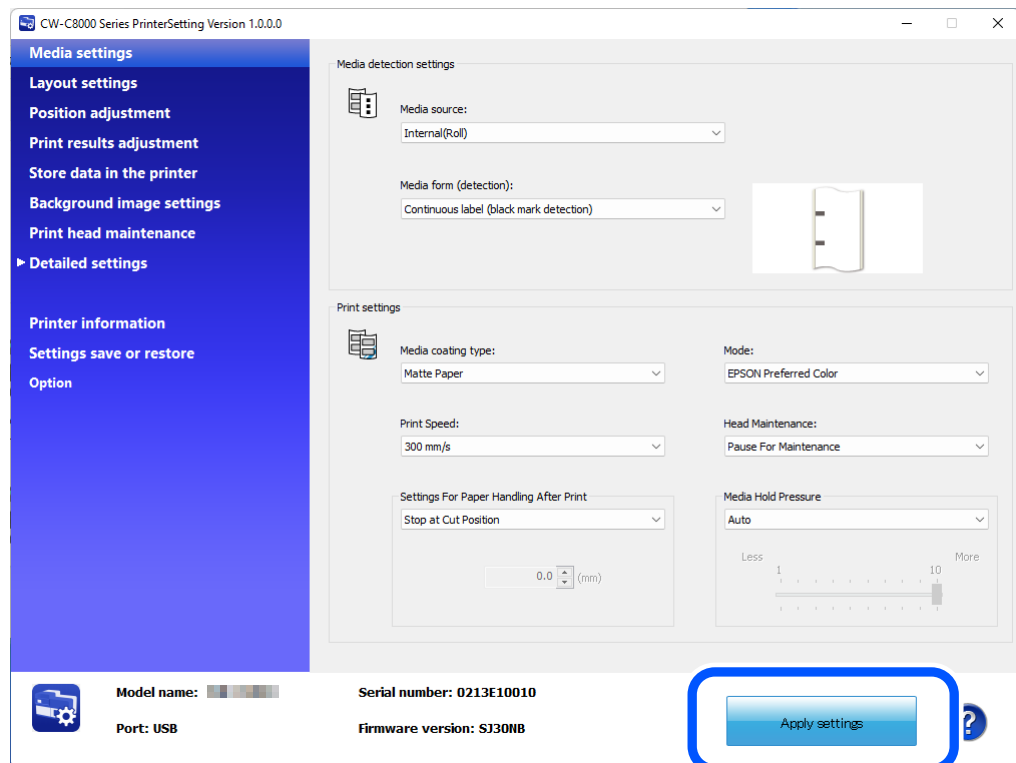 CW-C8000 Series PrinterSetting Version 1.0.0.0
Media settings
Layout settings
Position adjustment
Print results adjustment
Store data in the printer
Background image settings
Print head maintenance
Detailed settings
Printer information
Settings save or restore
Option
Media detection settings
Media source:
Internal(Roll)
Media form (detection):
Continuous label (black mark detection)
Print settings
Media coating type:
Matte Paper
Mode:
EPSON Preferred Color
Print Speed:
300 mm/s
Head Maintenance:
Pause For Maintenance
Settings For Paper Handling After Print
Stop at Cut Position
0.0 (mm)
Media Hold Pressure
Auto
Less More
1 10
Model name:
Serial number: 0213E10010
Port: USB
Firmware version: SJ30NB
Apply settings
?